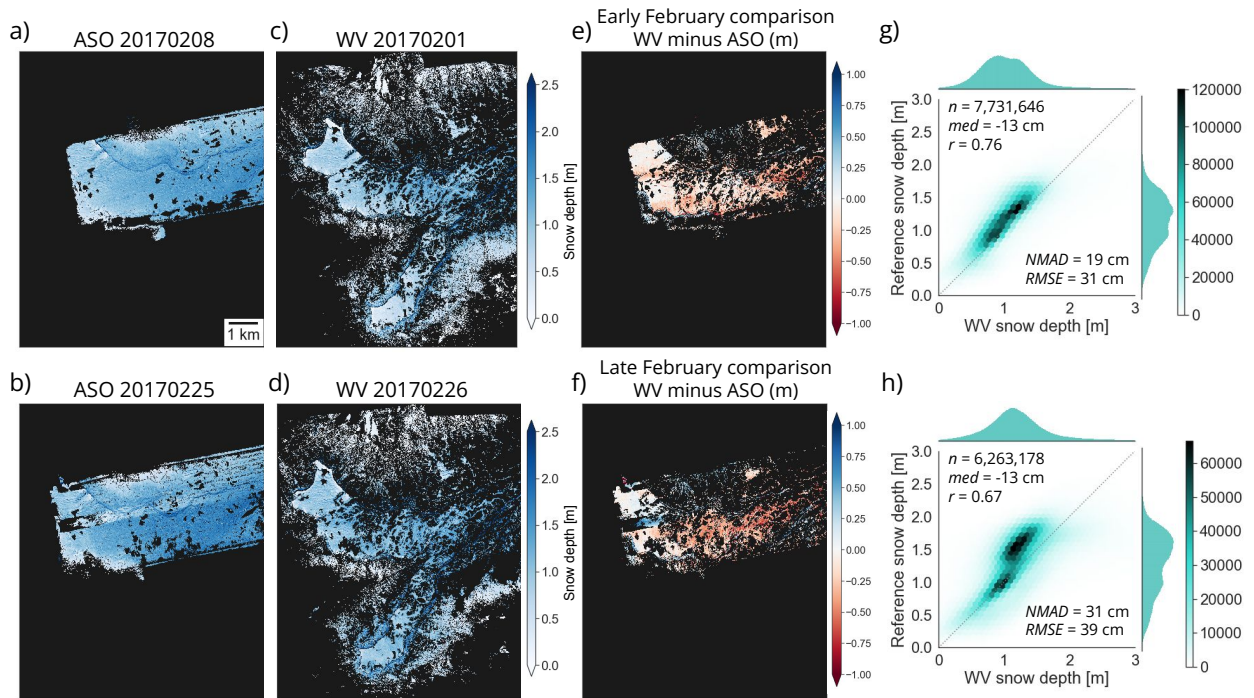 a)
ASO 20170208
1 km
c)
WV 20170201
2.5
2.0
1.5
1.0
0.5
0.0
Snow depth [m]
e)
Early February comparison
WV minus ASO (m)
1.00
0.75
0.50
0.25
0.00
−0.25
−0.50
−0.75
−1.00
g)
3.0
2.5
2.0
1.5
1.0
0.5
0.0
Reference snow depth [m]
n = 7,731,646
med = -13 cm
r = 0.76
NMAD = 19 cm
RMSE = 31 cm
0 1 2 3
WV snow depth [m]
120000
100000
80000
60000
40000
20000
0
b)
ASO 20170225
d)
WV 20170226
2.5
2.0
1.5
1.0
0.5
0.0
Snow depth [m]
f)
Late February comparison
WV minus ASO (m)
1.00
0.75
0.50
0.25
0.00
−0.25
−0.50
−0.75
−1.00
h)
3.0
2.5
2.0
1.5
1.0
0.5
0.0
Reference snow depth [m]
n = 6,263,178
med = -13 cm
r = 0.67
NMAD = 31 cm
RMSE = 39 cm
0 1 2 3
WV snow depth [m]
60000
50000
40000
30000
20000
10000
0